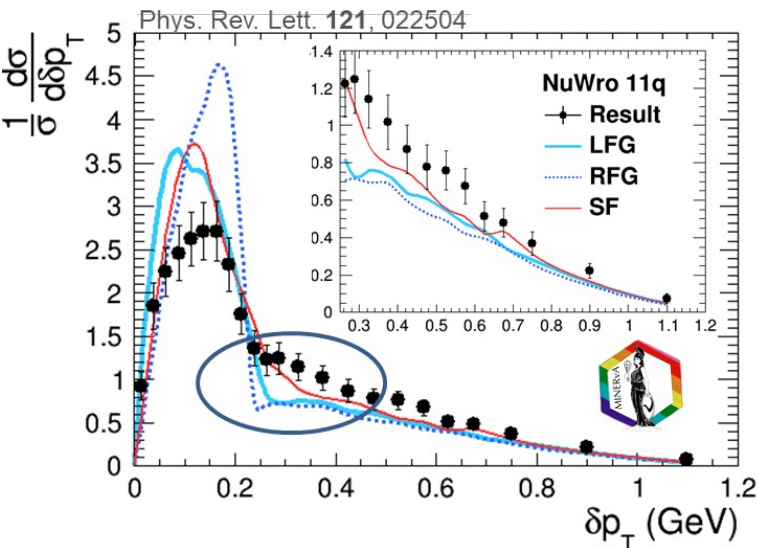 Phys. Rev. Lett. 121, 022504
1/σ dσ/dδp_T
5
4.5
4
3.5
3
2.5
2
1.5
1
0.5
0
0 0.2 0.4 0.6 0.8 1 1.2
δp_T (GeV)
1.4
1.2
1
0.8
0.6
0.4
0.2
0
0.3 0.4 0.5 0.6 0.7 0.8 0.9 1 1.1 1.2
NuWro 11q
Result
LFG
RFG
SF
MINERνA